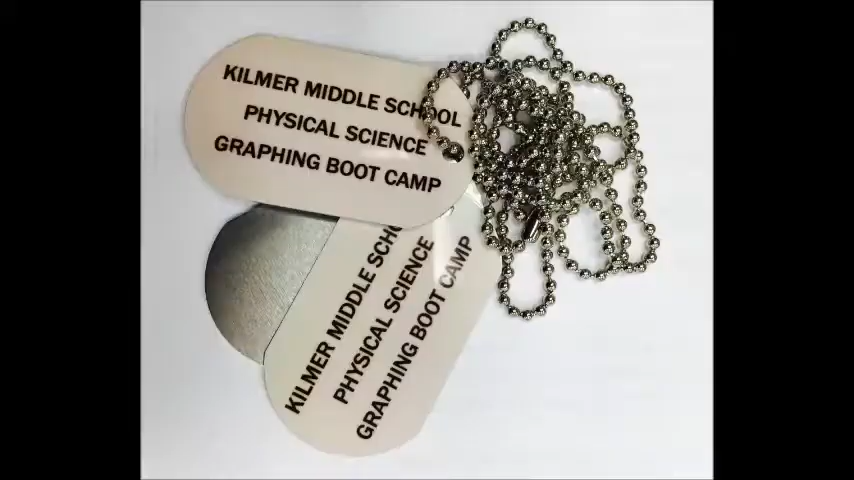 KILMER MIDDLE SCHOOL
PHYSICAL SCIENCE
GRAPHING BOOT CAMP
KILMER MIDDLE
PHYSICAL SCIENCE
GRAPHING BOOT CAMP